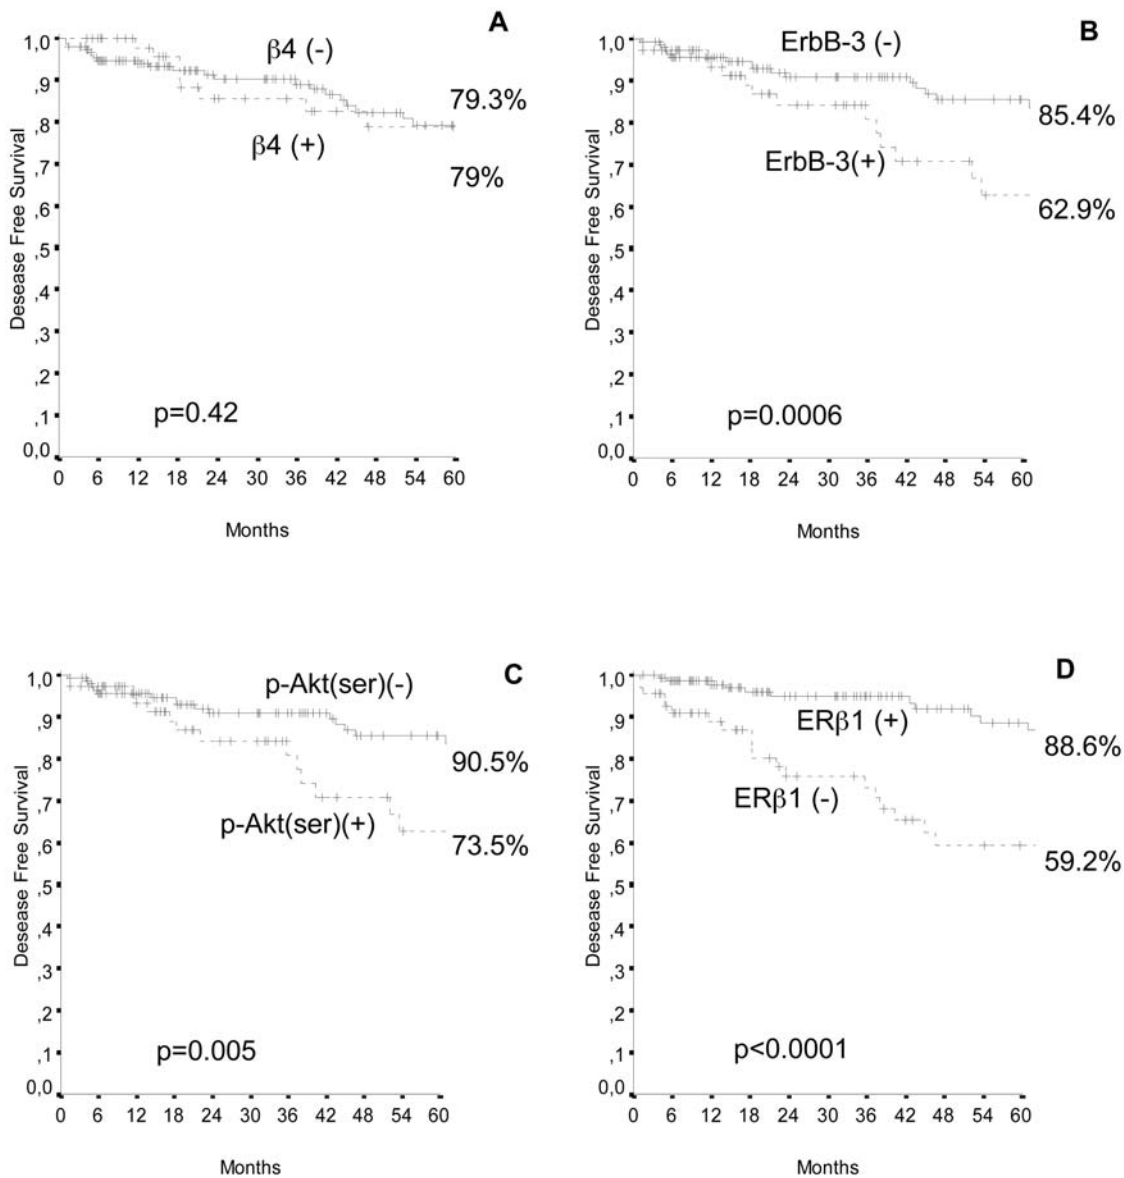 A
Desease Free Survival
1,0
,9
,8
,7
,6
,5
,4
,3
,2
,1
0,0
β4 (-)
79.3%
β4 (+)
79%
p=0.42
0 6 12 18 24 30 36 42 48 54 60
Months
B
Desease Free Survival
1,0
,9
,8
,7
,6
,5
,4
,3
,2
,1
0,0
ErbB-3 (-)
85.4%
ErbB-3(+)
62.9%
p=0.0006
0 6 12 18 24 30 36 42 48 54 60
Months
C
Desease Free Survival
1,0
,9
,8
,7
,6
,5
,4
,3
,2
,1
0,0
p-Akt(ser)(-)
90.5%
p-Akt(ser)(+)
73.5%
p=0.005
0 6 12 18 24 30 36 42 48 54 60
Months
D
Desease Free Survival
1,0
,9
,8
,7
,6
,5
,4
,3
,2
,1
0,0
ERβ1 (+)
88.6%
ERβ1 (-)
59.2%
p<0.0001
0 6 12 18 24 30 36 42 48 54 60
Months